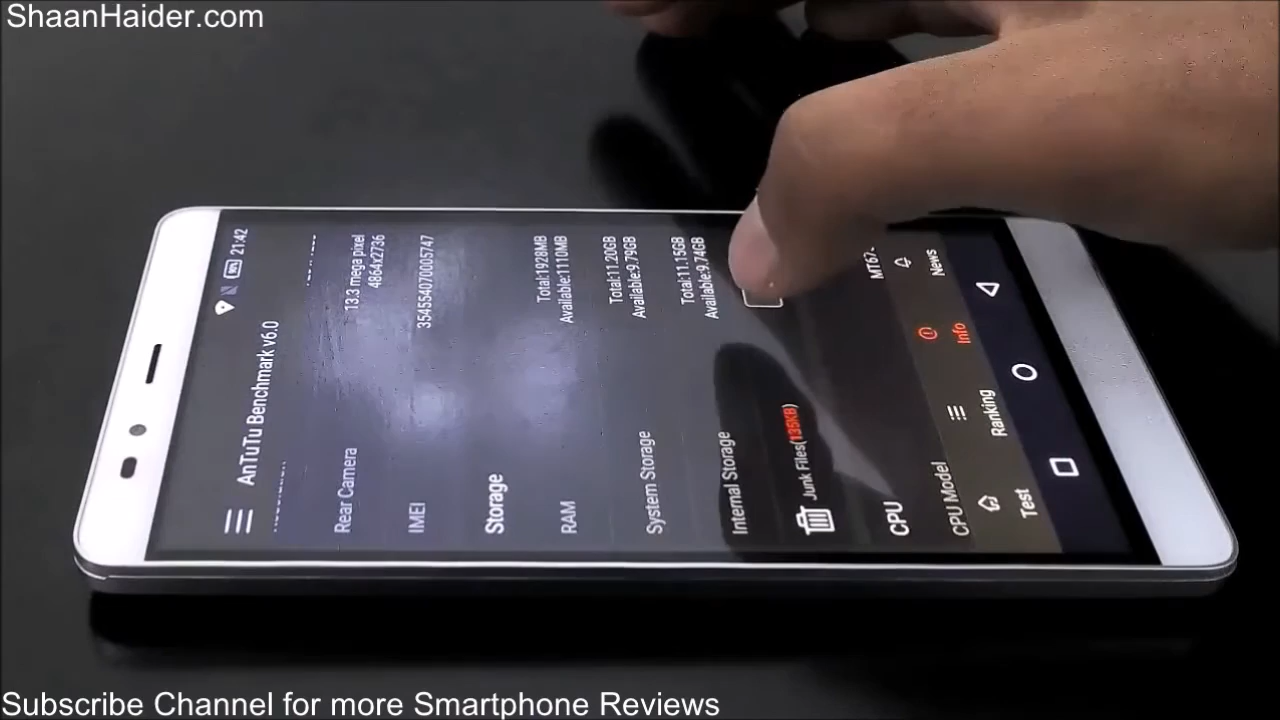 ShaanHaider.com
21:42
AnTuTu Benchmark v6.0
Rear Camera
13.3 mega pixel
4864x2736
IMEI
354554070005747
Storage
RAM
Total:1928MB
Available:1110MB
System Storage
Total:11.20GB
Available:9.79GB
Internal Storage
Total:11.15GB
Available:9.74GB
Junk Files(135KB)
CPU
CPU Model
Test
Ranking
Info
News
Subscribe Channel for more Smartphone Reviews